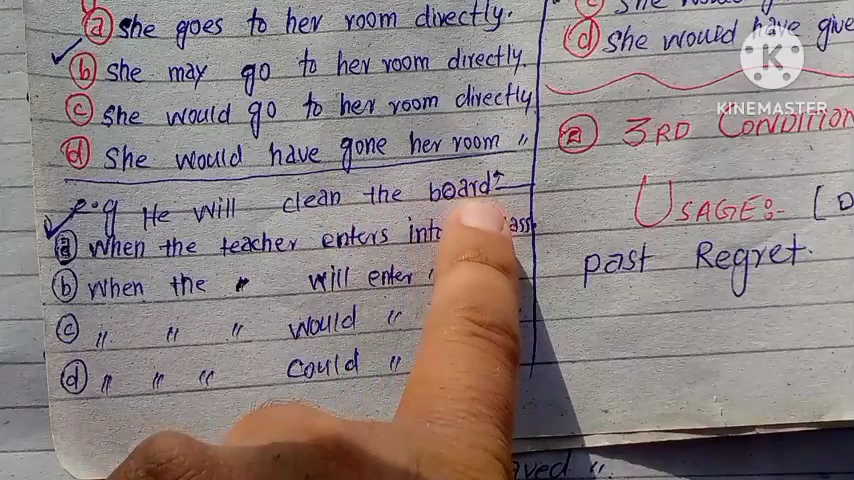 ⓐ She goes to her room directly.
ⓑ She may go to her room directly.
ⓒ She would go to her room directly
ⓓ She would have gone her room "
e.g He will clean the board
ⓐ When the teacher enters into
ⓑ When the " will enter "
ⓒ " " " would "
ⓓ " " " could "
She would
ⓓ She would have give
K
KINEMASTER
3RD CONDITION
USAGE:- [
past Regret.